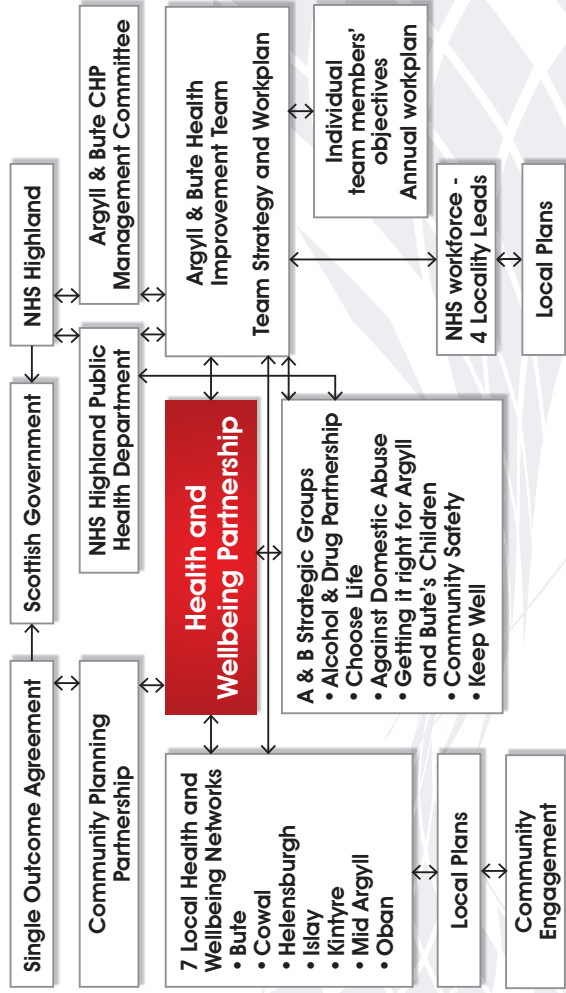 Single Outcome Agreement
Scottish Government
NHS Highland
Community Planning
Partnership
NHS Highland Public
Health Department
Argyll & Bute CHP
Management Committee
7 Local Health and
Wellbeing Networks
• Bute
• Cowal
• Helensburgh
• Islay
• Kintyre
• Mid Argyll
• Oban
Health and
Wellbeing Partnership
Argyll & Bute Health
Improvement Team
Team Strategy and Workplan
A & B Strategic Groups
• Alcohol & Drug Partnership
• Choose Life
• Against Domestic Abuse
• Getting it right for Argyll
and Bute's Children
• Community Safety
• Keep Well
Individual
team members'
objectives
Annual workplan
Local Plans
NHS workforce -
4 Locality Leads
Community
Engagement
Local Plans